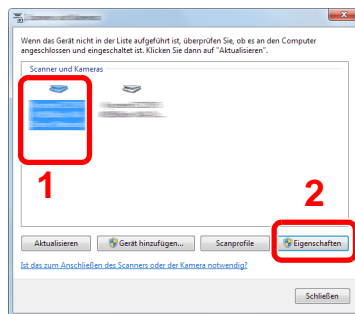 Wenn das Gerät nicht in der Liste aufgeführt ist, überprüfen Sie, ob es an den Computer
angeschlossen und eingeschaltet ist. Klicken Sie dann auf "Aktualisieren".
Scanner und Kameras
1
2
Aktualisieren Gerät hinzufügen... Scanprofile Eigenschaften
Ist das zum Anschließen des Scanners oder der Kamera notwendig?
Schließen